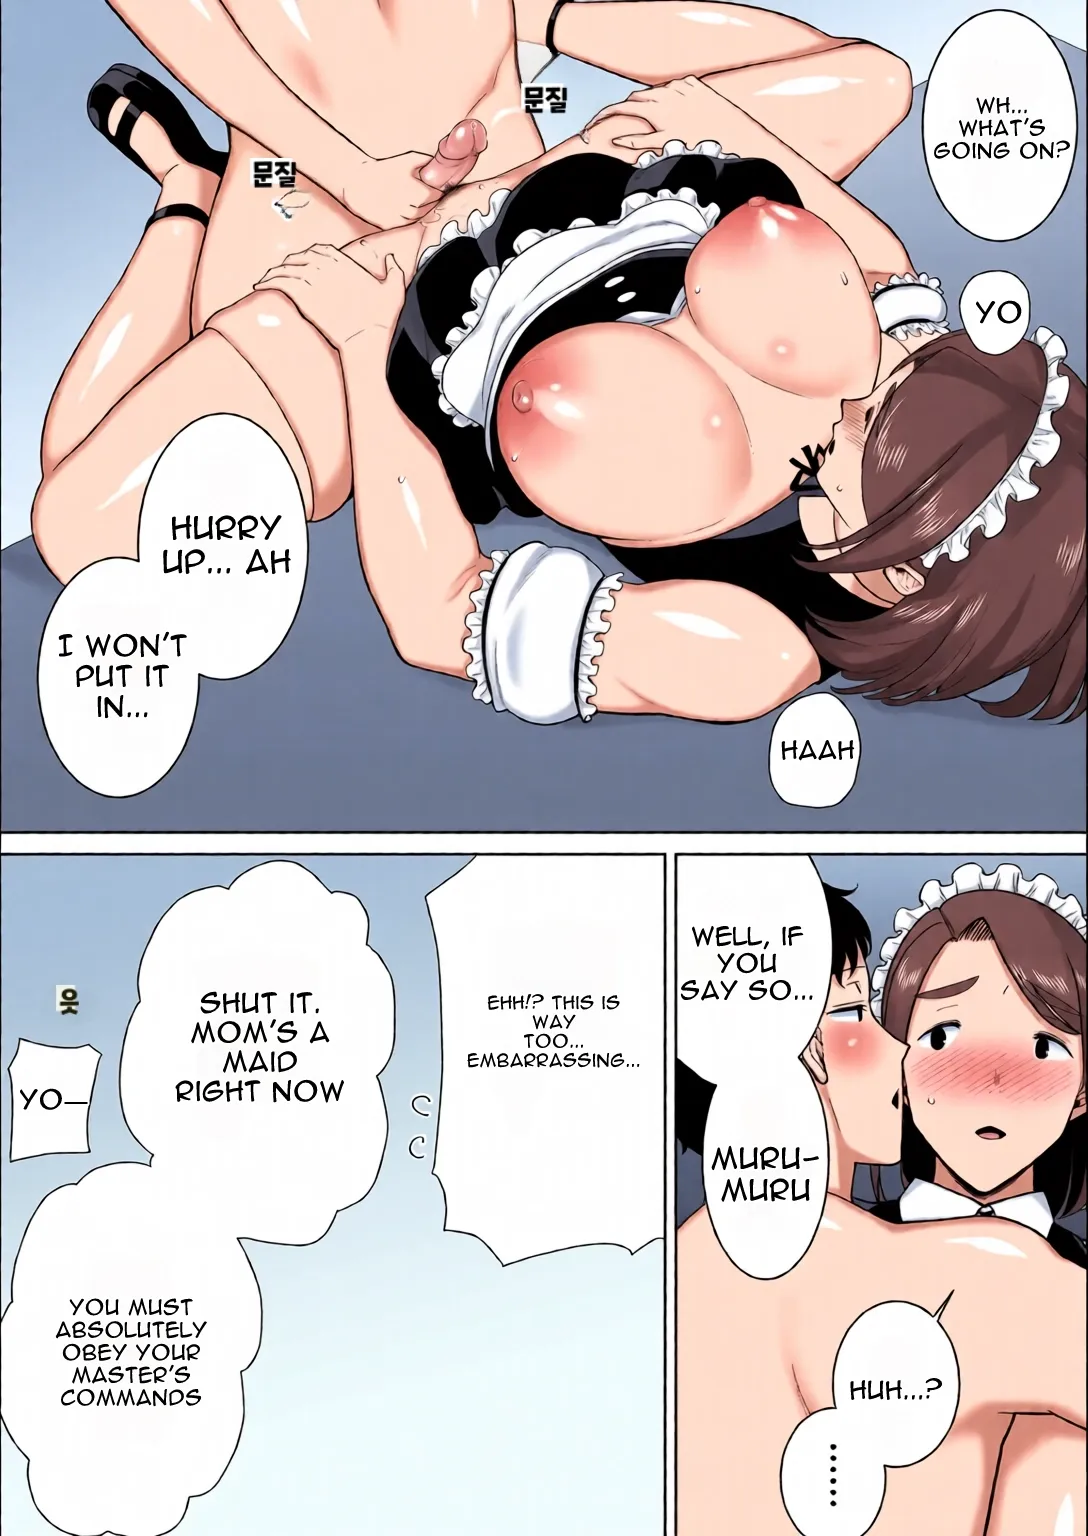 WH...
WHAT'S
GOING ON?
문질
문질
YO
HURRY
UP... AH
I WON'T
PUT IT
IN...
HAAH
WELL, IF
YOU
SAY SO...
MURU-
MURU
HUH...?
......
EHH!? THIS IS
WAY
TOO...
EMBARRASSING...
SHUT IT.
MOM'S A
MAID
RIGHT NOW
읏
YO—
YOU MUST
ABSOLUTELY
OBEY YOUR
MASTER'S
COMMANDS